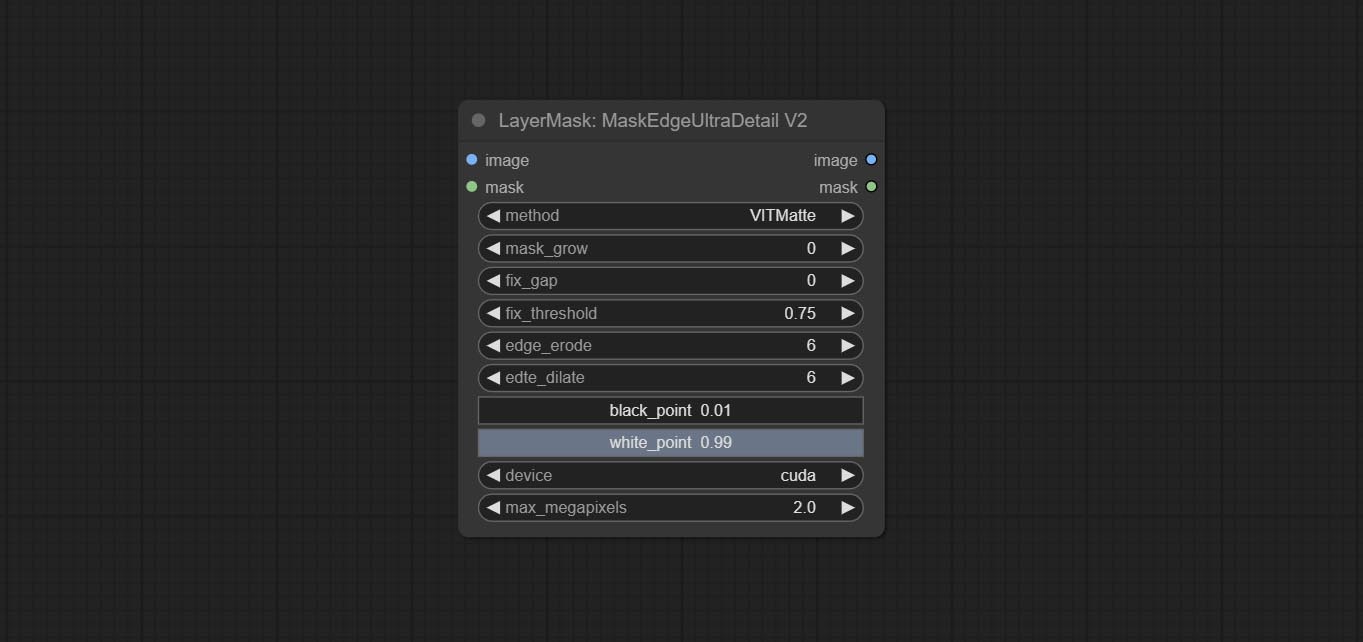 LayerMask: MaskEdgeUltraDetail V2
image image
mask mask
method VITMatte
mask_grow 0
fix_gap 0
fix_threshold 0.75
edge_erode 6
edte_dilate 6
black_point 0.01
white_point 0.99
device cuda
max_megapixels 2.0